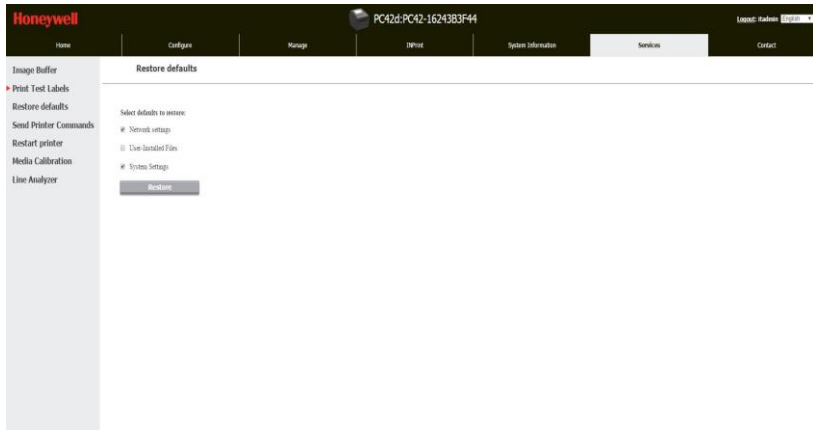 Honeywell
PC42d:PC42-16243B3F44
Logout: itadmin English
Home Configure Manage INPrint System Information Services Contact
Image Buffer
Print Test Labels
Restore defaults
Send Printer Commands
Restart printer
Media Calibration
Line Analyzer
Restore defaults
Select defaults to restore:
Network settings
User-Installed Files
System Settings
Restore